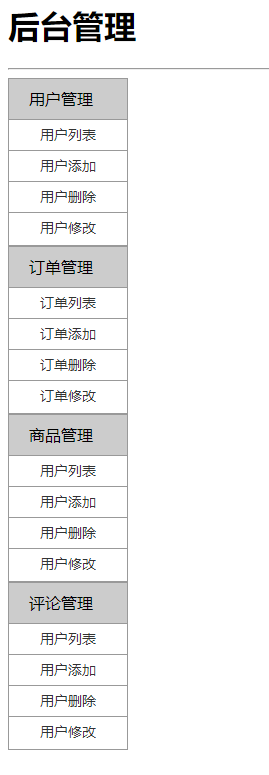 后台管理
用户管理
用户列表
用户添加
用户删除
用户修改
订单管理
订单列表
订单添加
订单删除
订单修改
商品管理
用户列表
用户添加
用户删除
用户修改
评论管理
用户列表
用户添加
用户删除
用户修改